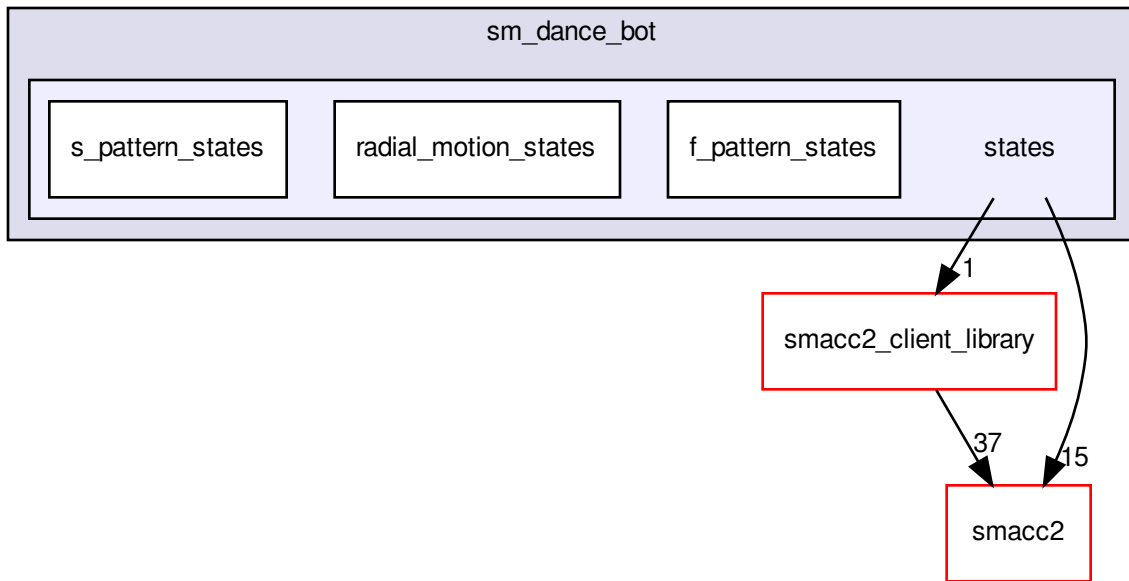 sm_dance_bot
s_pattern_states
radial_motion_states
f_pattern_states
states
1
smacc2_client_library
37
15
smacc2